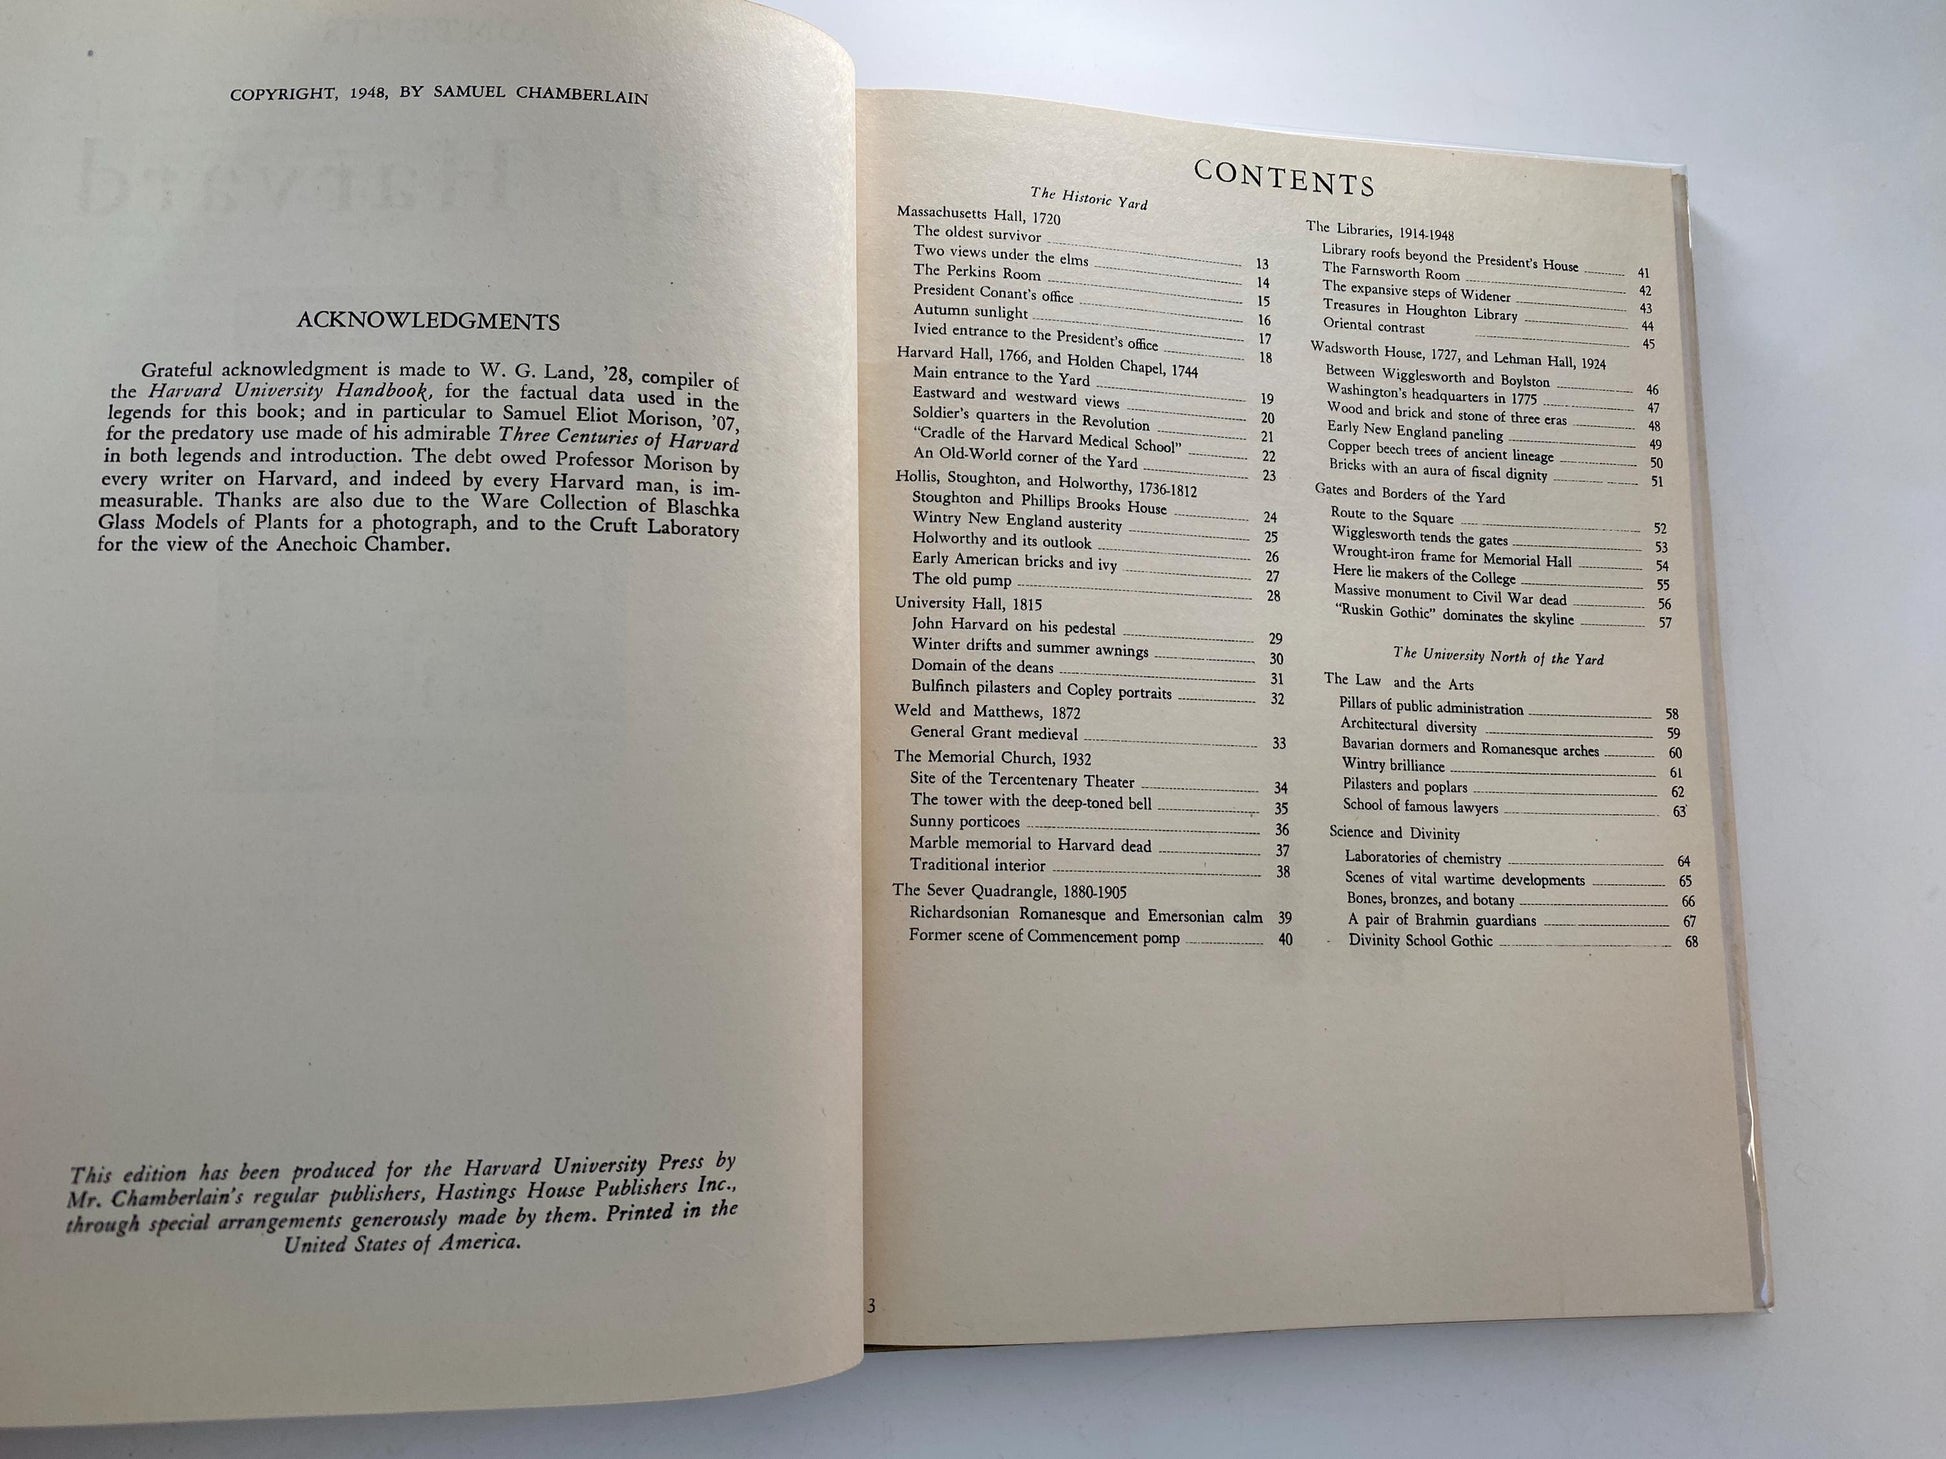 COPYRIGHT, 1948, BY SAMUEL CHAMBERLAIN
ACKNOWLEDGMENTS
Grateful acknowledgment is made to W. G. Land, '28, compiler of
the Harvard University Handbook, for the factual data used in the
legends for this book; and in particular to Samuel Eliot Morison, '07,
for the predatory use made of his admirable Three Centuries of Harvard
in both legends and introduction. The debt owed Professor Morison by
every writer on Harvard, and indeed by every Harvard man, is im-
measurable. Thanks are also due to the Ware Collection of Blaschka
Glass Models of Plants for a photograph, and to the Cruft Laboratory
for the view of the Anechoic Chamber.
This edition has been produced for the Harvard University Press by
Mr. Chamberlain's regular publishers, Hastings House Publishers Inc.,
through special arrangements generously made by them. Printed in the
United States of America.
CONTENTS
The Historic Yard
Massachusetts Hall, 1720
The oldest survivor 13
Two views under the elms 14
The Perkins Room 15
President Conant's office 16
Autumn sunlight 17
Ivied entrance to the President's office 18
Harvard Hall, 1766, and Holden Chapel, 1744
Main entrance to the Yard 19
Eastward and westward views 20
Soldier's quarters in the Revolution 21
"Cradle of the Harvard Medical School" 22
An Old-World corner of the Yard 23
Hollis, Stoughton, and Holworthy, 1736-1812
Stoughton and Phillips Brooks House 24
Wintry New England austerity 25
Holworthy and its outlook 26
Early American bricks and ivy 27
The old pump 28
University Hall, 1815
John Harvard on his pedestal 29
Winter drifts and summer awnings 30
Domain of the deans 31
Bulfinch pilasters and Copley portraits 32
Weld and Matthews, 1872
General Grant medieval 33
The Memorial Church, 1932
Site of the Tercentenary Theater 34
The tower with the deep-toned bell 35
Sunny porticoes 36
Marble memorial to Harvard dead 37
Traditional interior 38
The Sever Quadrangle, 1880-1905
Richardsonian Romanesque and Emersonian calm 39
Former scene of Commencement pomp 40
The Libraries, 1914-1948
Library roofs beyond the President's House 41
The Farnsworth Room 42
The expansive steps of Widener 43
Treasures in Houghton Library 44
Oriental contrast 45
Wadsworth House, 1727, and Lehman Hall, 1924
Between Wigglesworth and Boylston 46
Washington's headquarters in 1775 47
Wood and brick and stone of three eras 48
Early New England paneling 49
Copper beech trees of ancient lineage 50
Bricks with an aura of fiscal dignity 51
Gates and Borders of the Yard
Route to the Square 52
Wigglesworth tends the gates 53
Wrought-iron frame for Memorial Hall 54
Here lie makers of the College 55
Massive monument to Civil War dead 56
"Ruskin Gothic" dominates the skyline 57
The University North of the Yard
The Law and the Arts
Pillars of public administration 58
Architectural diversity 59
Bavarian dormers and Romanesque arches 60
Wintry brilliance 61
Pilasters and poplars 62
School of famous lawyers 63
Science and Divinity
Laboratories of chemistry 64
Scenes of vital wartime developments 65
Bones, bronzes, and botany 66
A pair of Brahmin guardians 67
Divinity School Gothic 68
3